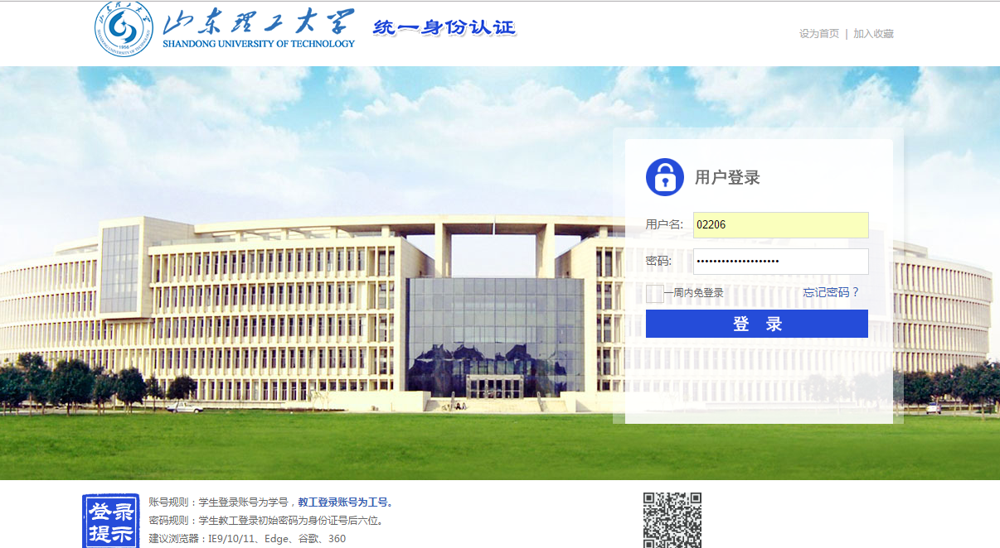 山东理工大学
SHANDONG UNIVERSITY OF TECHNOLOGY
1956
统一身份认证
设为首页 | 加入收藏
用户登录
用户名: 02206
密码: ••••••••••••••••••••
一周内免登录 忘记密码？
登 录
登录
提示
账号规则：学生登录账号为学号，教工登录账号为工号。
密码规则：学生教工登录初始密码为身份证号后六位。
建议浏览器：IE9/10/11、Edge、谷歌、360